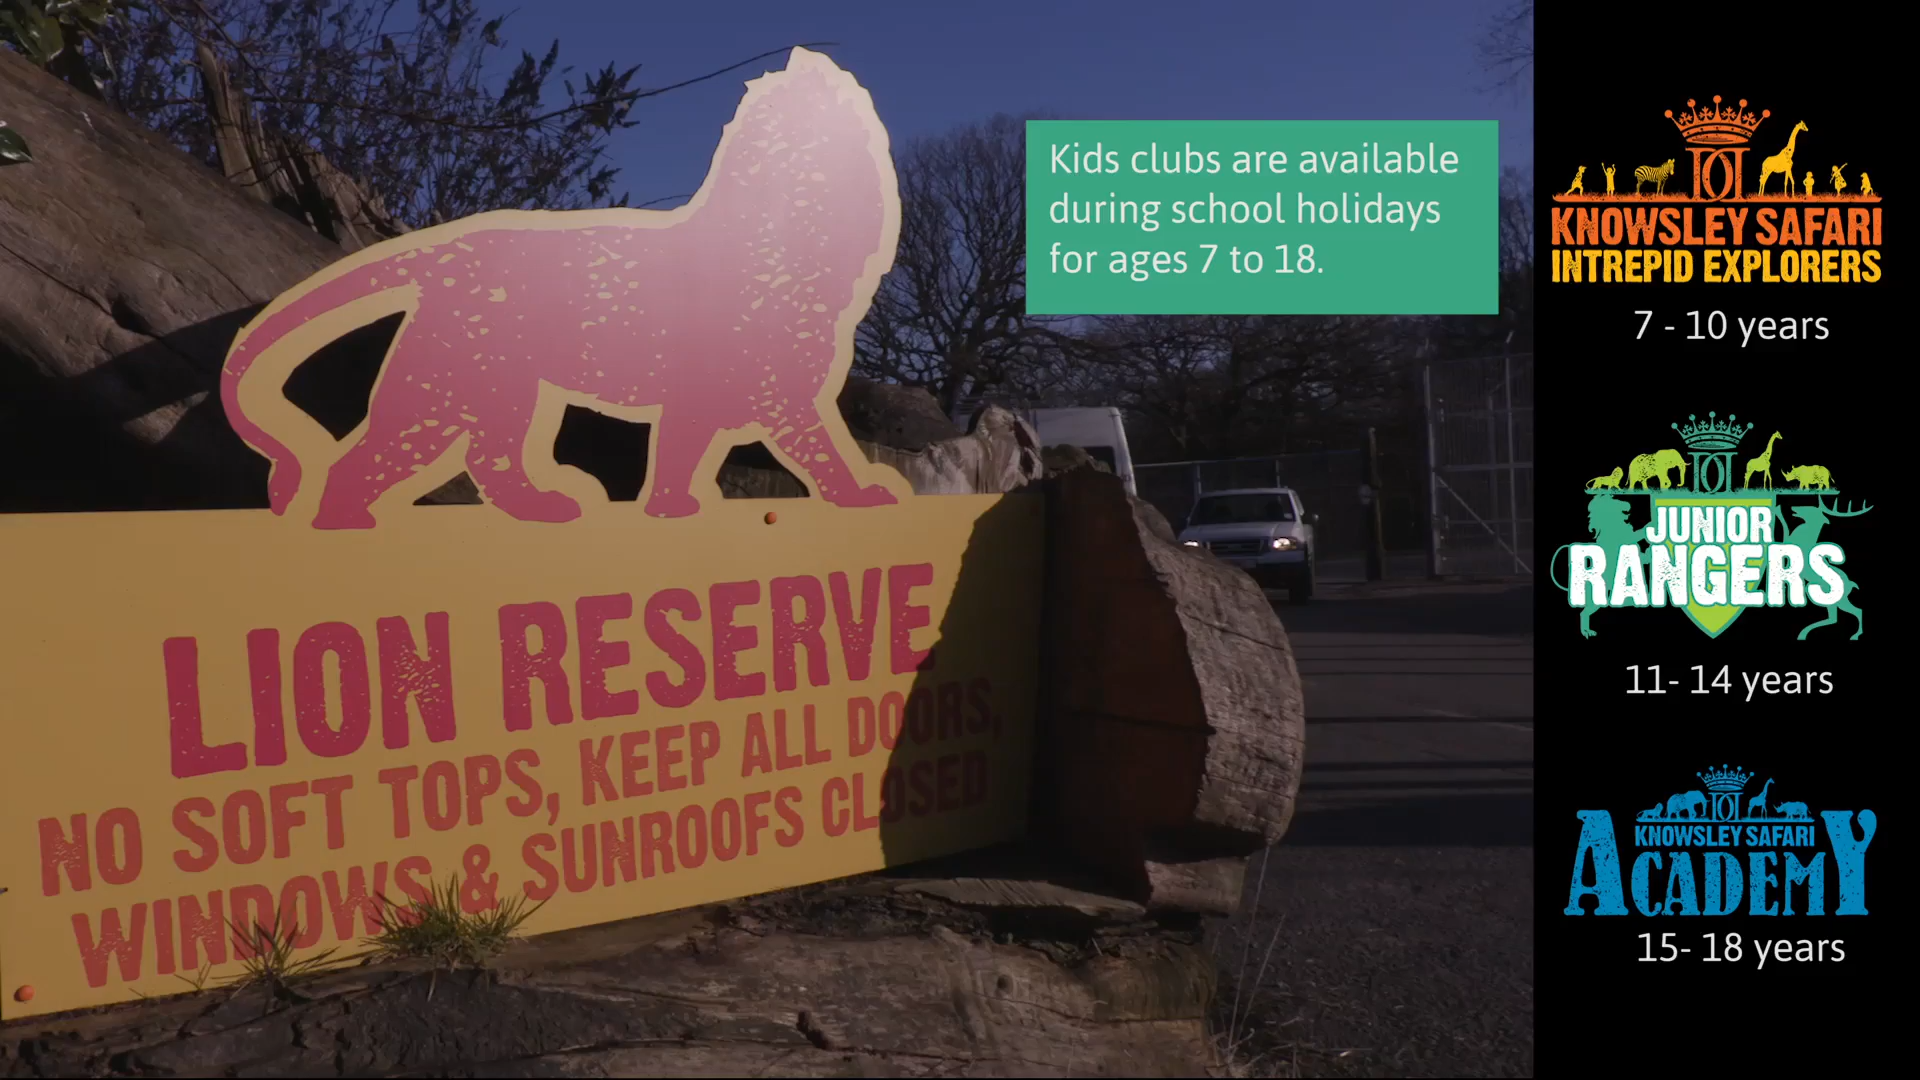 LION RESERVE
NO SOFT TOPS, KEEP ALL DOORS,
WINDOWS & SUNROOFS CLOSED
Kids clubs are available
during school holidays
for ages 7 to 18.
KNOWSLEY SAFARI
INTREPID EXPLORERS
7 - 10 years
JUNIOR
RANGERS
11- 14 years
KNOWSLEY SAFARI
ACADEMY
15- 18 years